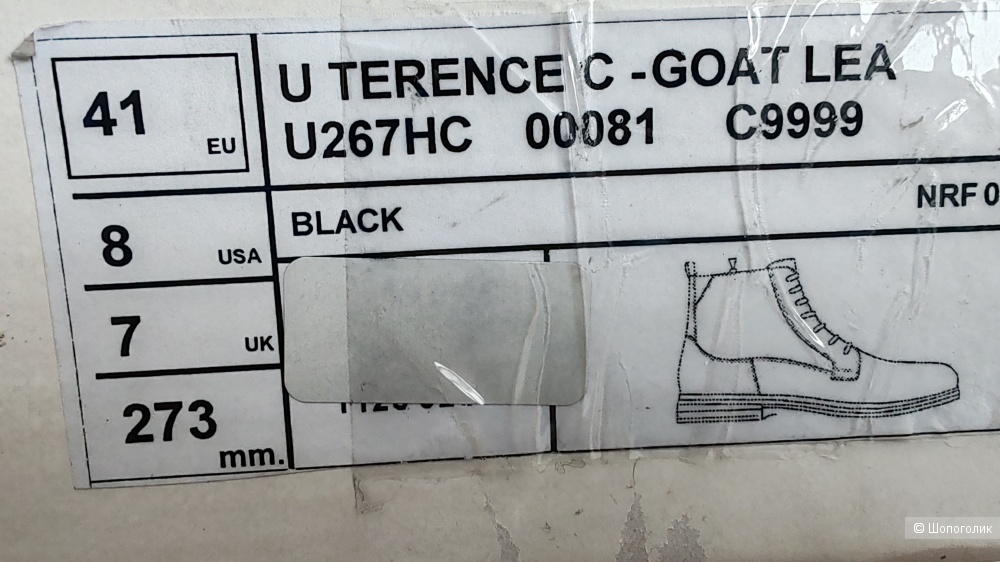 41 EU
U TERENCE C -GOAT LEA
U267HC 00081 C9999
BLACK
NRF 0
8 USA
7 UK
273 mm.
© Шопоголик